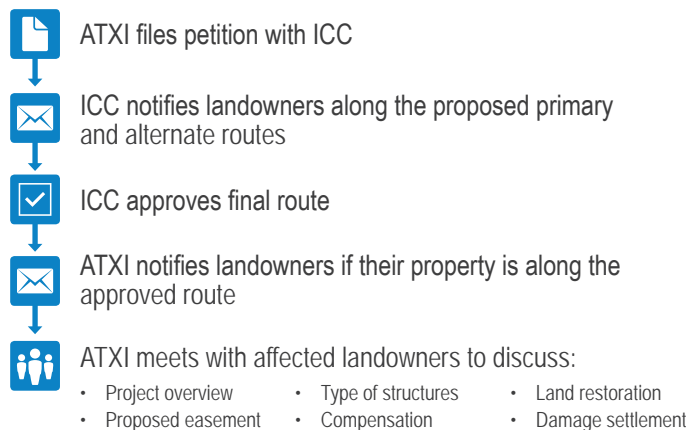 ATXI files petition with ICC
ICC notifies landowners along the proposed primary
and alternate routes
ICC approves final route
ATXI notifies landowners if their property is along the
approved route
ATXI meets with affected landowners to discuss:
• Project overview • Type of structures • Land restoration
• Proposed easement • Compensation • Damage settlement